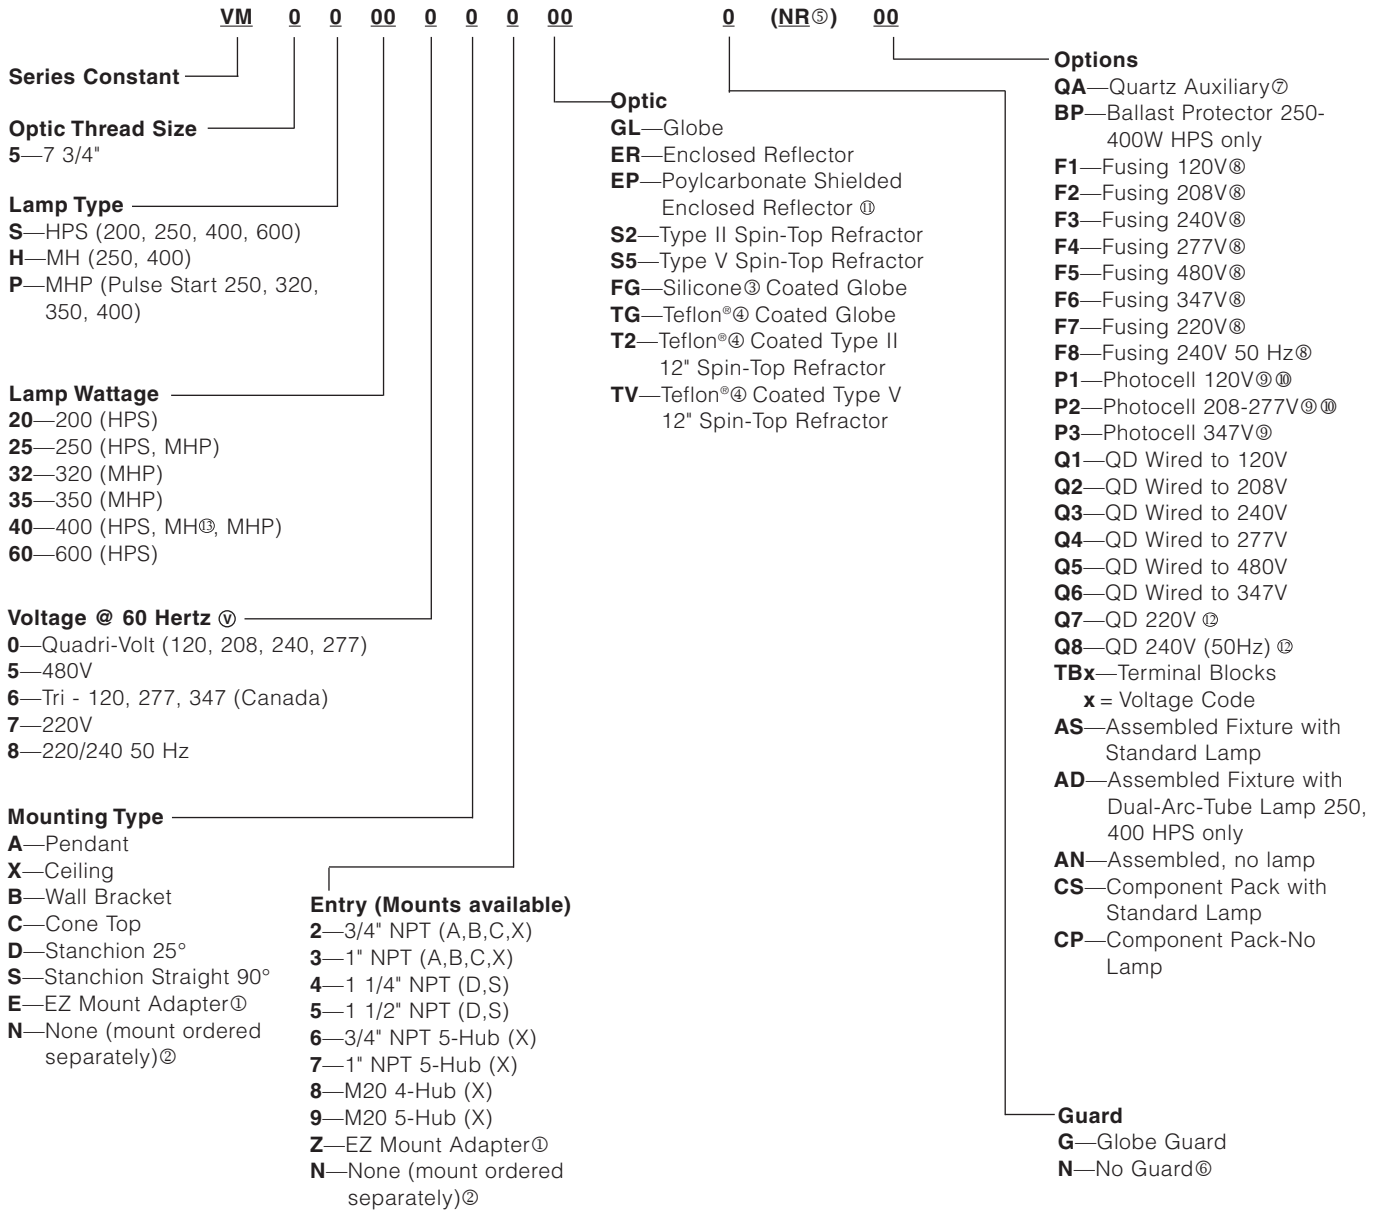 VM 0 0 00 0 0 0 00 0 (NR⑤) 00
Series Constant
Optic Thread Size
5—7 3/4"
Lamp Type
S—HPS (200, 250, 400, 600)
H—MH (250, 400)
P—MHP (Pulse Start 250, 320,
350, 400)
Lamp Wattage
20—200 (HPS)
25—250 (HPS, MHP)
32—320 (MHP)
35—350 (MHP)
40—400 (HPS, MH⑬, MHP)
60—600 (HPS)
Voltage @ 60 Hertz ⓥ
0—Quadri-Volt (120, 208, 240, 277)
5—480V
6—Tri - 120, 277, 347 (Canada)
7—220V
8—220/240 50 Hz
Mounting Type
A—Pendant
X—Ceiling
B—Wall Bracket
C—Cone Top
D—Stanchion 25°
S—Stanchion Straight 90°
E—EZ Mount Adapter①
N—None (mount ordered
separately)②
Entry (Mounts available)
2—3/4" NPT (A,B,C,X)
3—1" NPT (A,B,C,X)
4—1 1/4" NPT (D,S)
5—1 1/2" NPT (D,S)
6—3/4" NPT 5-Hub (X)
7—1" NPT 5-Hub (X)
8—M20 4-Hub (X)
9—M20 5-Hub (X)
Z—EZ Mount Adapter①
N—None (mount ordered
separately)②
Optic
GL—Globe
ER—Enclosed Reflector
EP—Poylcarbonate Shielded
Enclosed Reflector ⑪
S2—Type II Spin-Top Refractor
S5—Type V Spin-Top Refractor
FG—Silicone③ Coated Globe
TG—Teflon®④ Coated Globe
T2—Teflon®④ Coated Type II
12" Spin-Top Refractor
TV—Teflon®④ Coated Type V
12" Spin-Top Refractor
Options
QA—Quartz Auxiliary⑦
BP—Ballast Protector 250-
400W HPS only
F1—Fusing 120V⑧
F2—Fusing 208V⑧
F3—Fusing 240V⑧
F4—Fusing 277V⑧
F5—Fusing 480V⑧
F6—Fusing 347V⑧
F7—Fusing 220V⑧
F8—Fusing 240V 50 Hz⑧
P1—Photocell 120V⑨⑩
P2—Photocell 208-277V⑨⑩
P3—Photocell 347V⑨
Q1—QD Wired to 120V
Q2—QD Wired to 208V
Q3—QD Wired to 240V
Q4—QD Wired to 277V
Q5—QD Wired to 480V
Q6—QD Wired to 347V
Q7—QD 220V ⑫
Q8—QD 240V (50Hz) ⑫
TBx—Terminal Blocks
x = Voltage Code
AS—Assembled Fixture with
Standard Lamp
AD—Assembled Fixture with
Dual-Arc-Tube Lamp 250,
400 HPS only
AN—Assembled, no lamp
CS—Component Pack with
Standard Lamp
CP—Component Pack-No
Lamp
Guard
G—Globe Guard
N—No Guard⑥